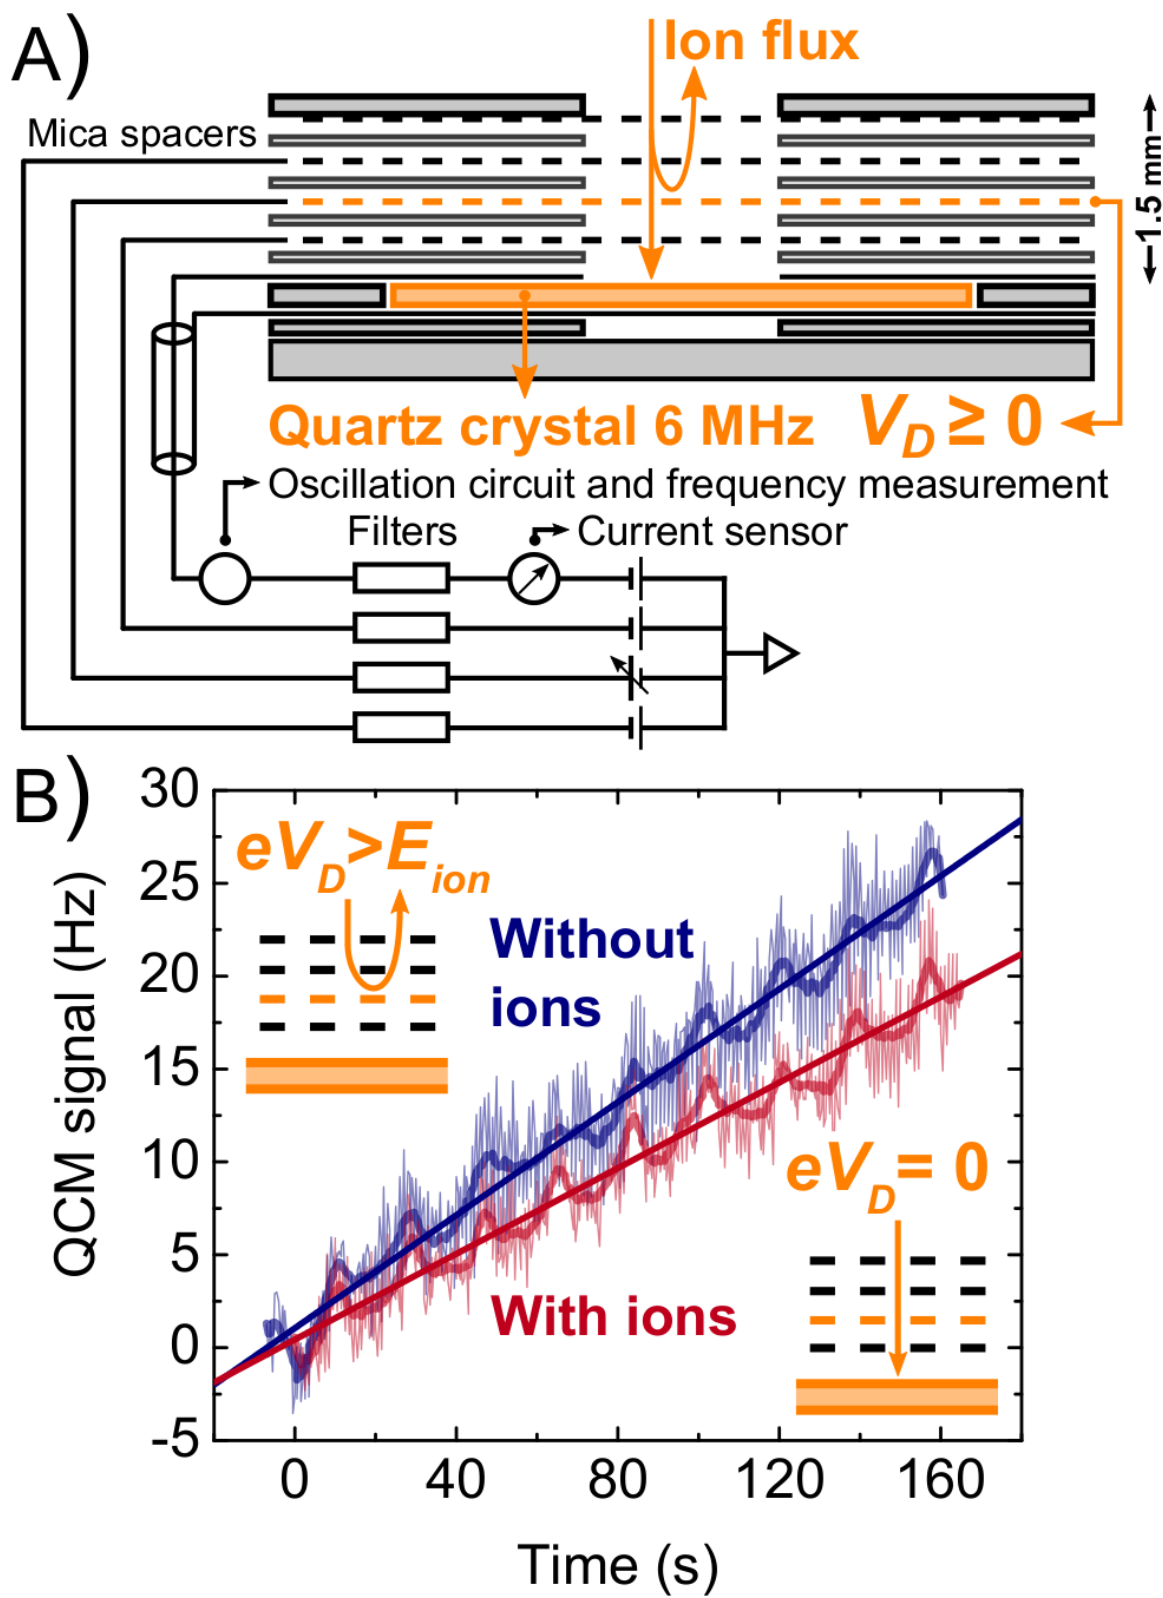 A)
Ion flux
Mica spacers
1.5 mm
Quartz crystal 6 MHz
V_D ≥ 0
Oscillation circuit and frequency measurement
Filters
Current sensor
B)
QCM signal (Hz)
30
25
20
15
10
5
0
-5
eV_D>E_ion
Without
ions
eV_D= 0
With ions
0 40 80 120 160
Time (s)